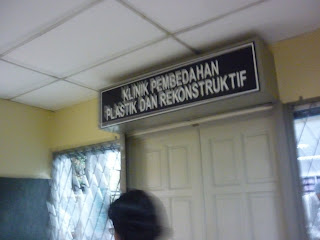 KLINIK PEMBEDAHAN
PLASTIK DAN REKONSTRUKTIF